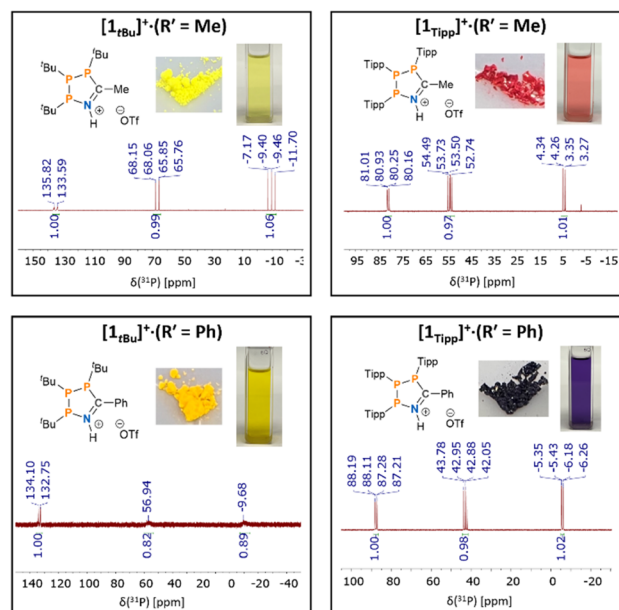 [1tBu]+·(R′ = Me)
tBu
tBu
P
P
P
C
Me
N
H
⊕
⊖
OTf
tBu
135.82
133.59
68.15
68.06
65.85
65.76
-7.17
-9.40
-9.46
-11.70
1.00
0.99
1.06
150 130 110 90 70 50 30 10 -10 -3
δ(31P) [ppm]
[1Tipp]+·(R′ = Me)
Tipp
Tipp
P
P
P
C
Me
N
H
⊕
⊖
OTf
Tipp
81.01
80.93
80.25
80.16
54.49
53.73
53.50
52.74
4.34
4.26
3.35
3.27
1.00
0.97
1.01
95 85 75 65 55 45 35 25 15 5 -5 -15
δ(31P) [ppm]
[1tBu]+·(R′ = Ph)
tBu
tBu
P
P
P
C
Ph
N
H
⊕
⊖
OTf
tBu
134.10
132.75
56.94
-9.68
1.00
0.82
0.89
140 120 100 80 60 40 20 0 -20 -40
δ(31P) [ppm]
[1Tipp]+·(R′ = Ph)
Tipp
Tipp
P
P
P
C
Ph
N
H
⊕
⊖
OTf
Tipp
88.19
88.11
87.28
87.21
43.78
42.95
42.88
42.05
-5.35
-5.43
-6.18
-6.26
1.00
0.98
1.02
100 80 60 40 20 0 -20
δ(31P) [ppm]